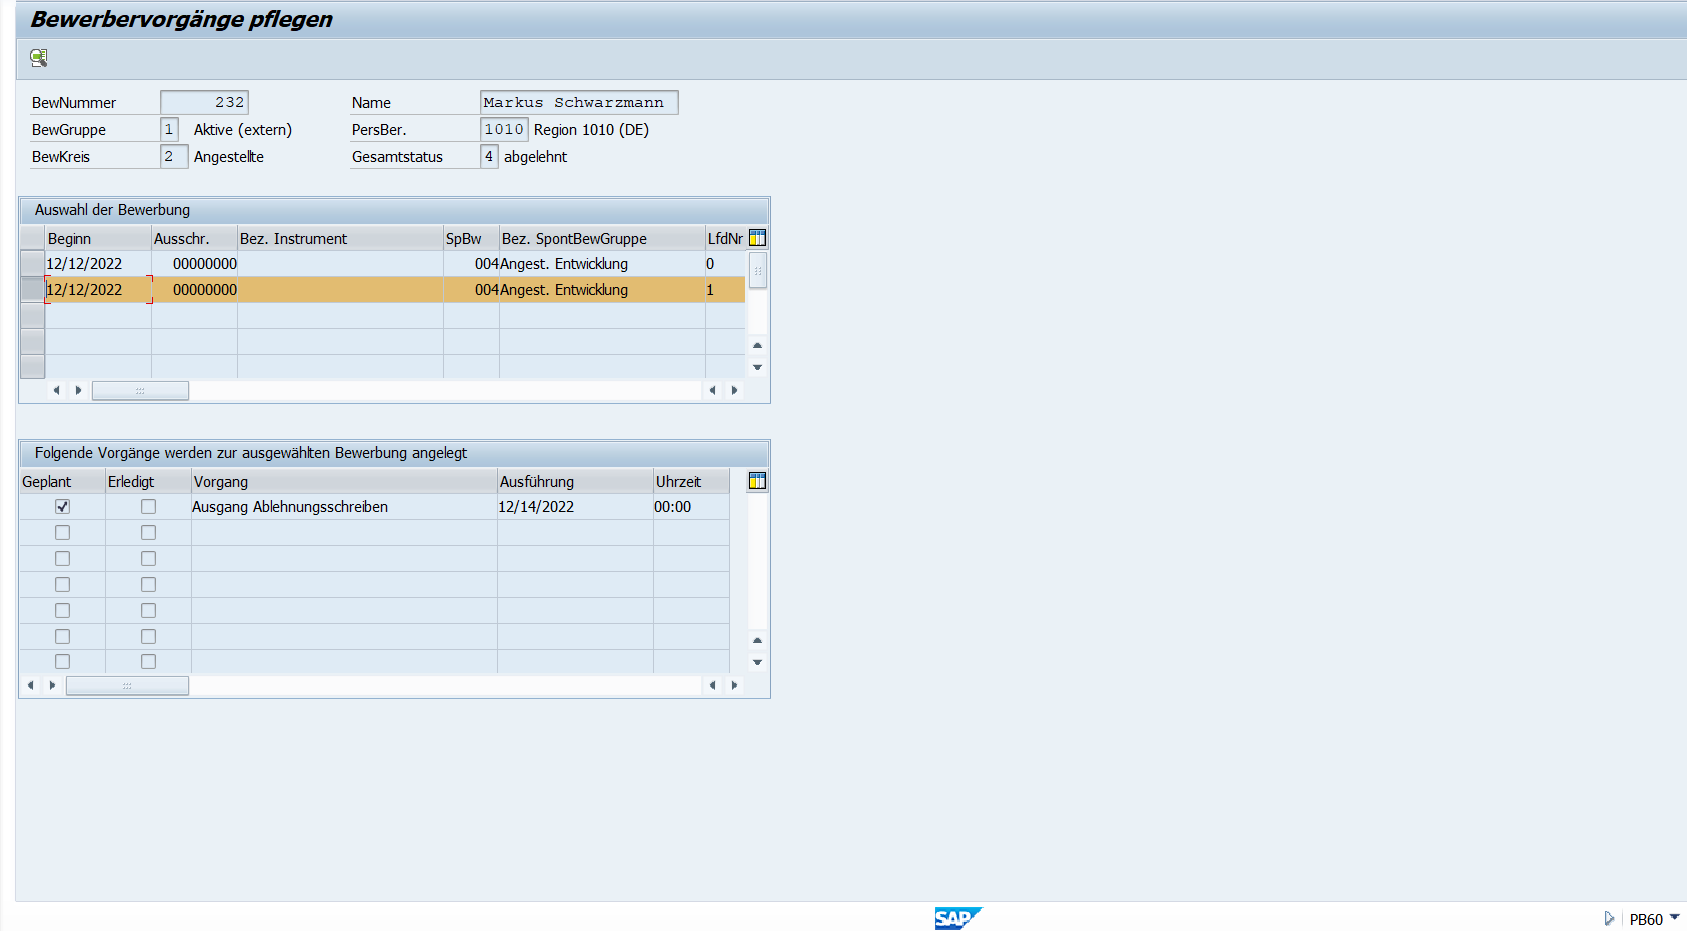 Bewerbervorgänge pflegen
BewNummer 232 Name Markus Schwarzmann
BewGruppe 1 Aktive (extern) PersBer. 1010 Region 1010 (DE)
BewKreis 2 Angestellte Gesamtstatus 4 abgelehnt
Auswahl der Bewerbung
Beginn Ausschr. Bez. Instrument SpBw Bez. SpontBewGruppe LfdNr
12/12/2022 00000000 004 Angest. Entwicklung 0
12/12/2022 00000000 004 Angest. Entwicklung 1
Folgende Vorgänge werden zur ausgewählten Bewerbung angelegt
Geplant Erledigt Vorgang Ausführung Uhrzeit
Ausgang Ablehnungsschreiben 12/14/2022 00:00
SAP PB60